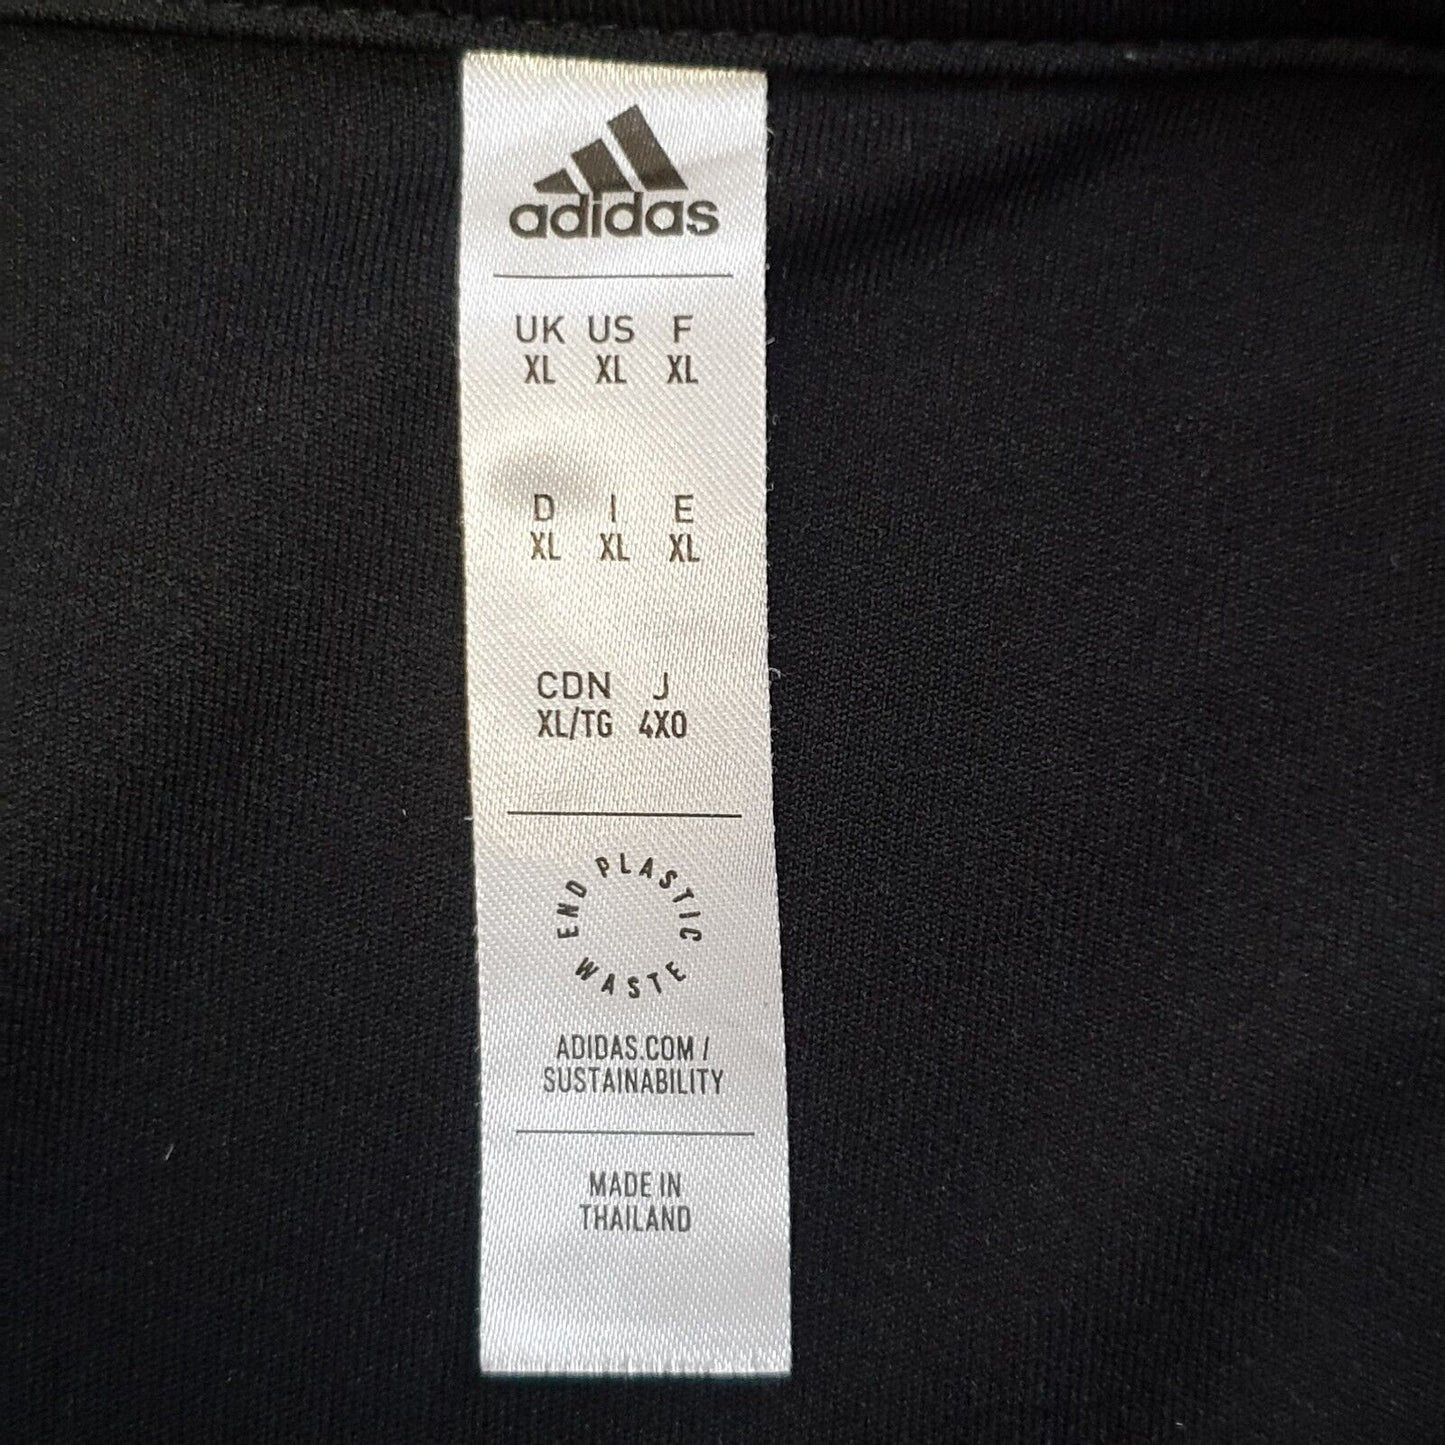 adidas
UK US F
XL XL XL
D I E
XL XL XL
CDN J
XL/TG 4XO
END PLASTIC WASTE
ADIDAS.COM /
SUSTAINABILITY
MADE IN
THAILAND